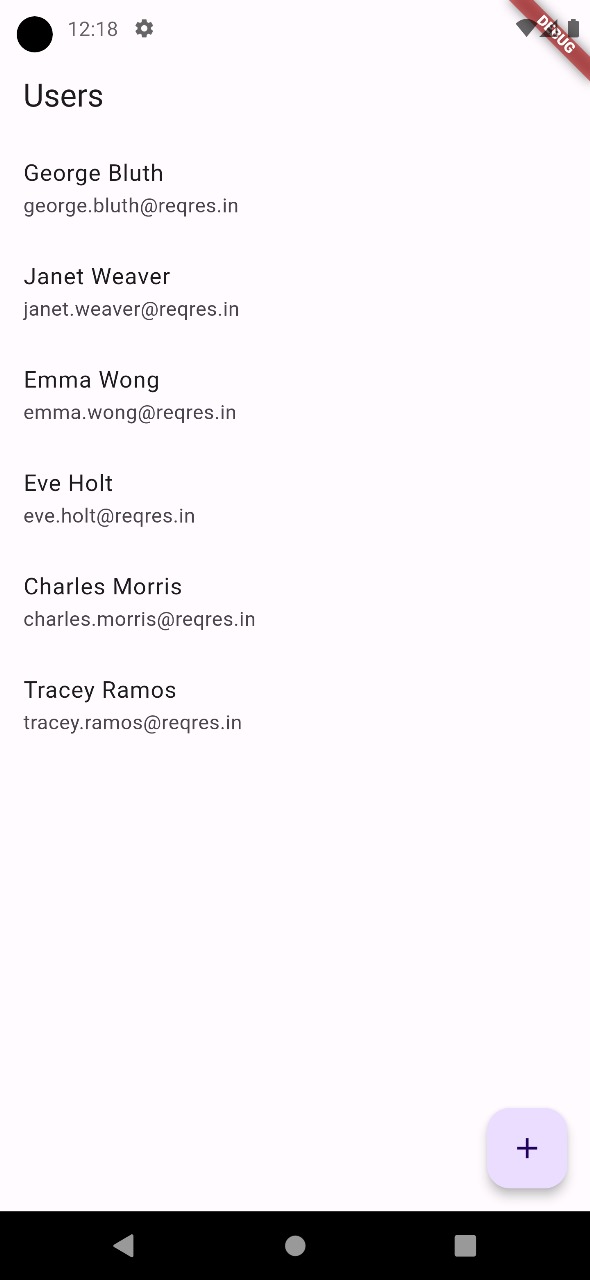 12:18
DEBUG
Users
George Bluth
george.bluth@reqres.in
Janet Weaver
janet.weaver@reqres.in
Emma Wong
emma.wong@reqres.in
Eve Holt
eve.holt@reqres.in
Charles Morris
charles.morris@reqres.in
Tracey Ramos
tracey.ramos@reqres.in
+